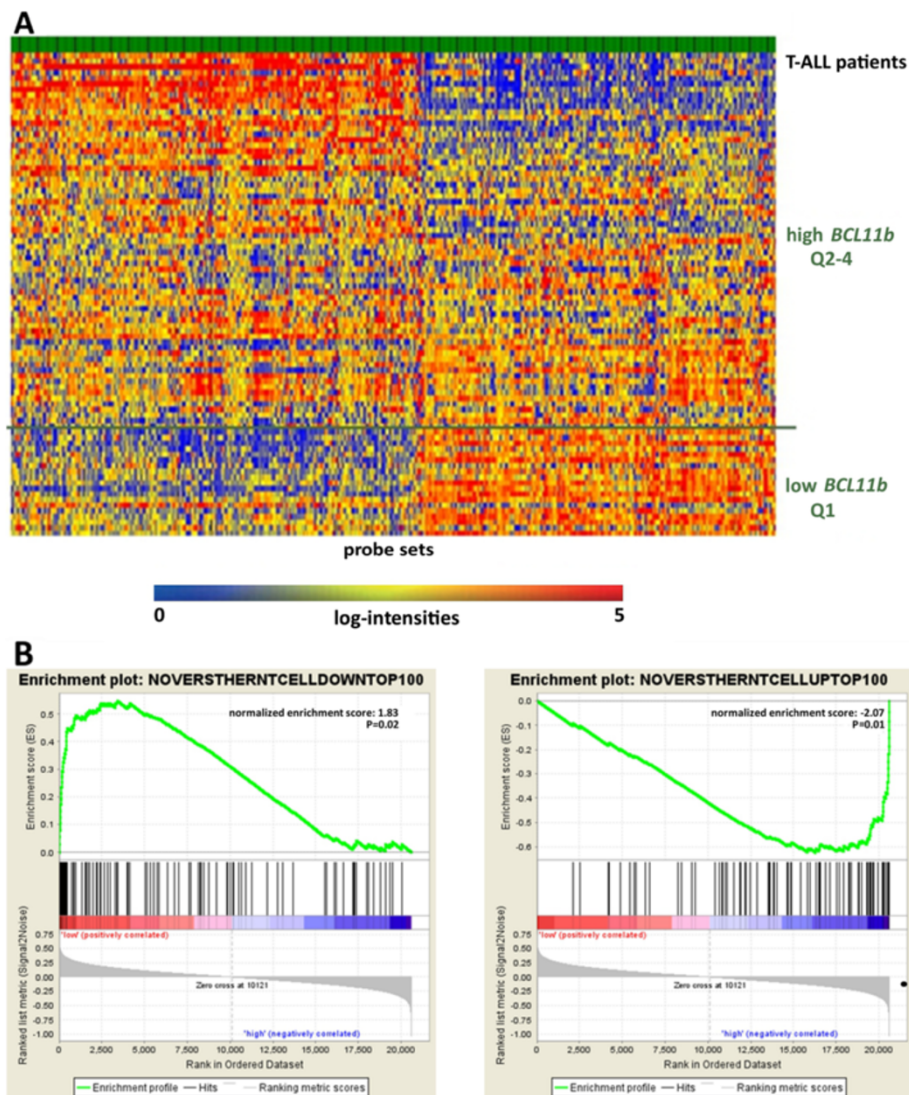 A
T-ALL patients
high BCL11b
Q2-4
low BCL11b
Q1
probe sets
0
5
log-intensities
B
Enrichment plot: NOVERSTHERNTCELLDOWNTOP100
normalized enrichment score: 1.83
P=0.02
Enrichment score (ES)
0.5
0.4
0.3
0.2
0.1
0.0
'low' (positively correlated)
Zero cross at 10121
'high' (negatively correlated)
Ranked list metric (Signal2Noise)
0.75
0.50
0.25
0.00
-0.25
-0.50
-0.75
-1.00
0 2,500 5,000 7,500 10,000 12,500 15,000 17,500 20,000
Rank in Ordered Dataset
Enrichment profile Hits Ranking metric scores
Enrichment plot: NOVERSTHERNTCELLUPTOP100
normalized enrichment score: -2.07
P=0.01
Enrichment score (ES)
0.0
-0.1
-0.2
-0.3
-0.4
-0.5
-0.6
'low' (positively correlated)
Zero cross at 10121
'high' (negatively correlated)
Ranked list metric (Signal2Noise)
0.75
0.50
0.25
0.00
-0.25
-0.50
-0.75
-1.00
0 2,500 5,000 7,500 10,000 12,500 15,000 17,500 20,000
Rank in Ordered Dataset
Enrichment profile Hits Ranking metric scores